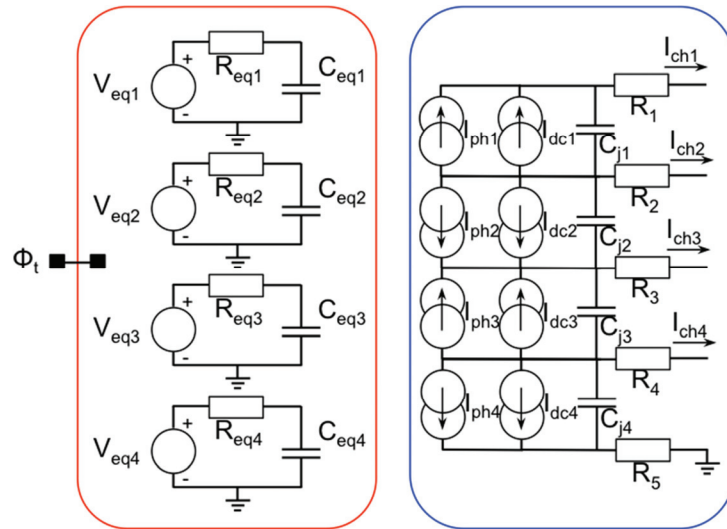 Φt
Veq1
+
-
Req1
Ceq1
Veq2
+
-
Req2
Ceq2
Veq3
+
-
Req3
Ceq3
Veq4
+
-
Req4
Ceq4
Iph1
Idc1
Cj1
R1
Ich1
Iph2
Idc2
Cj2
R2
Ich2
Iph3
Idc3
Cj3
R3
Ich3
Iph4
Idc4
Cj4
R4
Ich4
R5